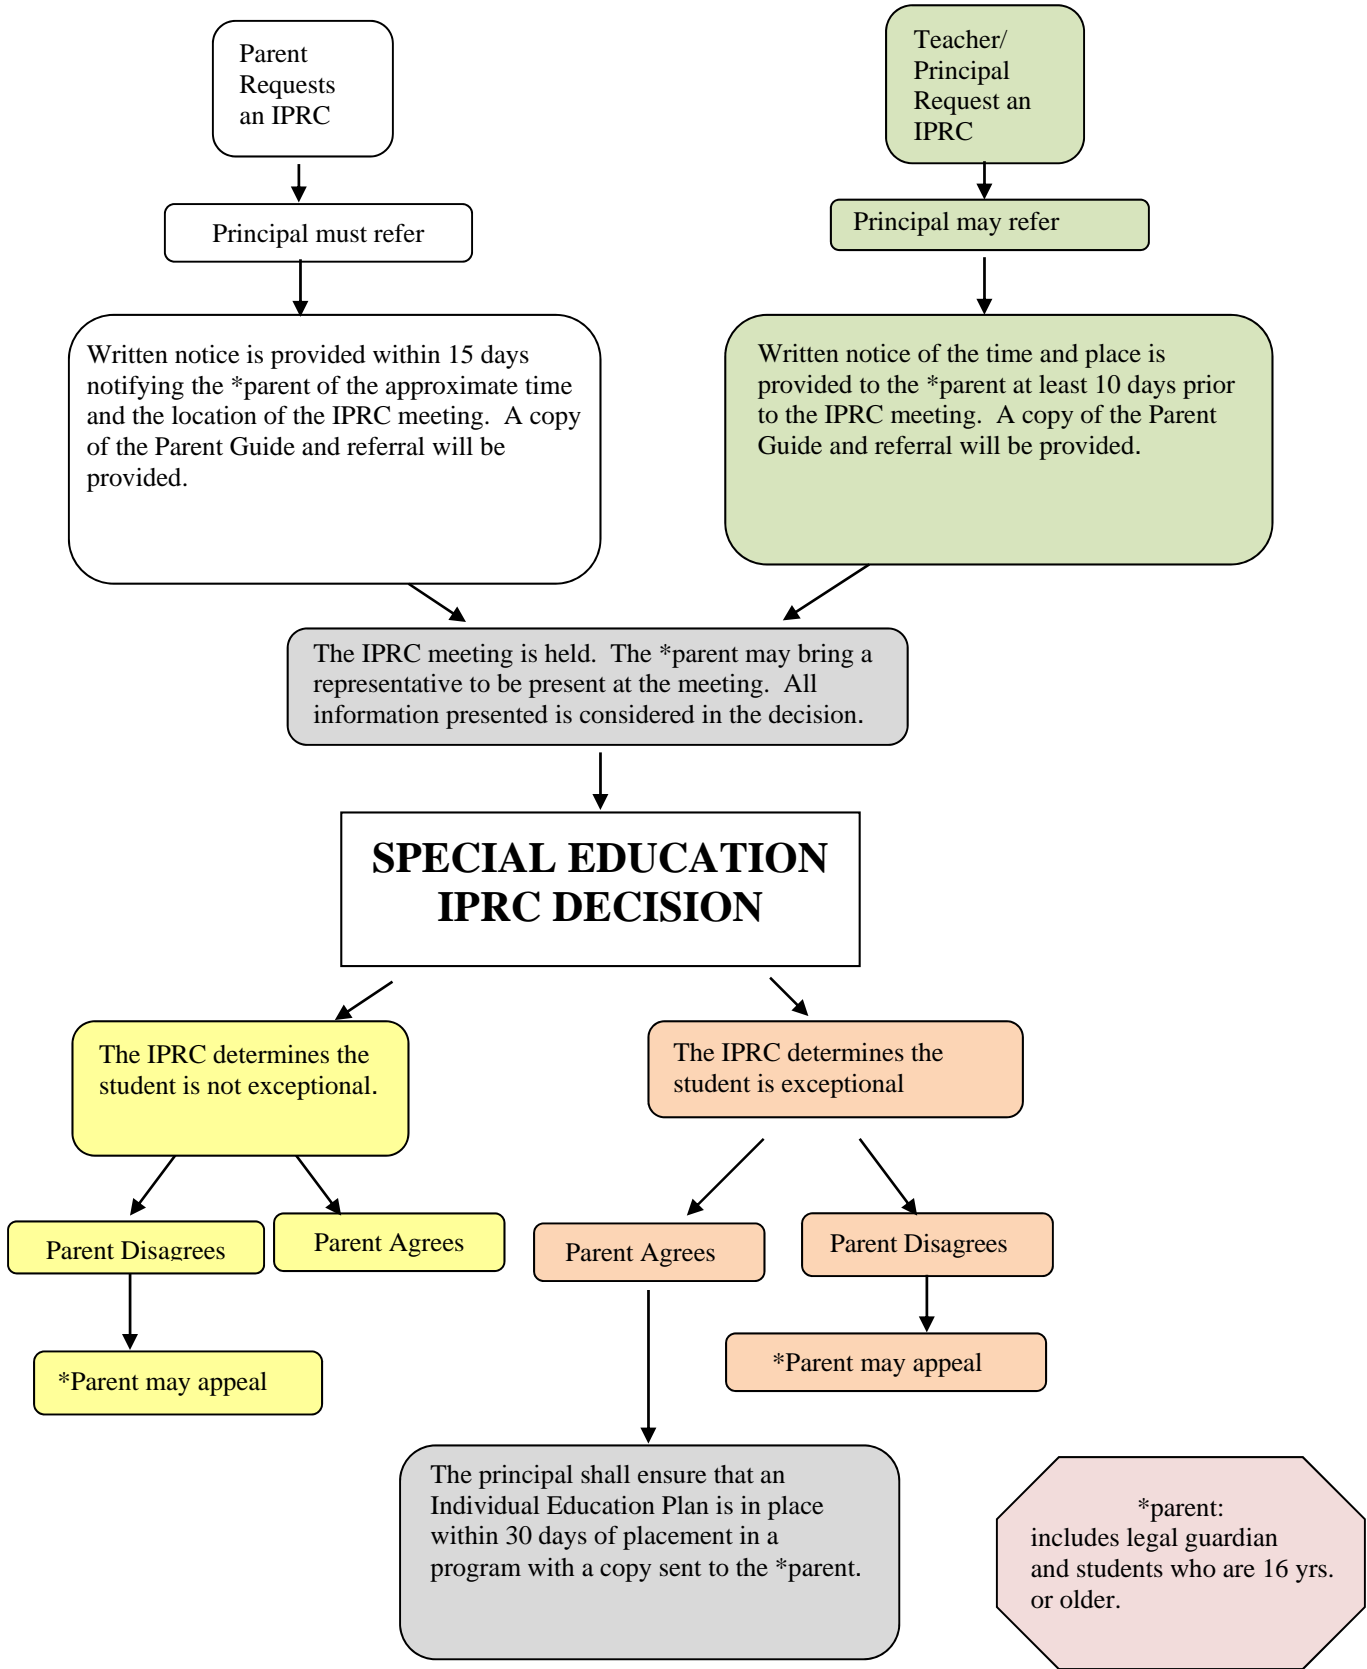 Parent
Requests
an IPRC
Teacher/
Principal
Request an
IPRC
Principal must refer
Principal may refer
Written notice is provided within 15 days
notifying the *parent of the approximate time
and the location of the IPRC meeting.  A copy
of the Parent Guide and referral will be
provided.
Written notice of the time and place is
provided to the *parent at least 10 days prior
to the IPRC meeting.  A copy of the Parent
Guide and referral will be provided.
The IPRC meeting is held.  The *parent may bring a
representative to be present at the meeting.  All
information presented is considered in the decision.
SPECIAL EDUCATION
IPRC DECISION
The IPRC determines the
student is not exceptional.
The IPRC determines the
student is exceptional
Parent Disagrees
Parent Agrees
Parent Agrees
Parent Disagrees
*Parent may appeal
*Parent may appeal
The principal shall ensure that an
Individual Education Plan is in place
within 30 days of placement in a
program with a copy sent to the *parent.
*parent:
includes legal guardian
and students who are 16 yrs.
or older.